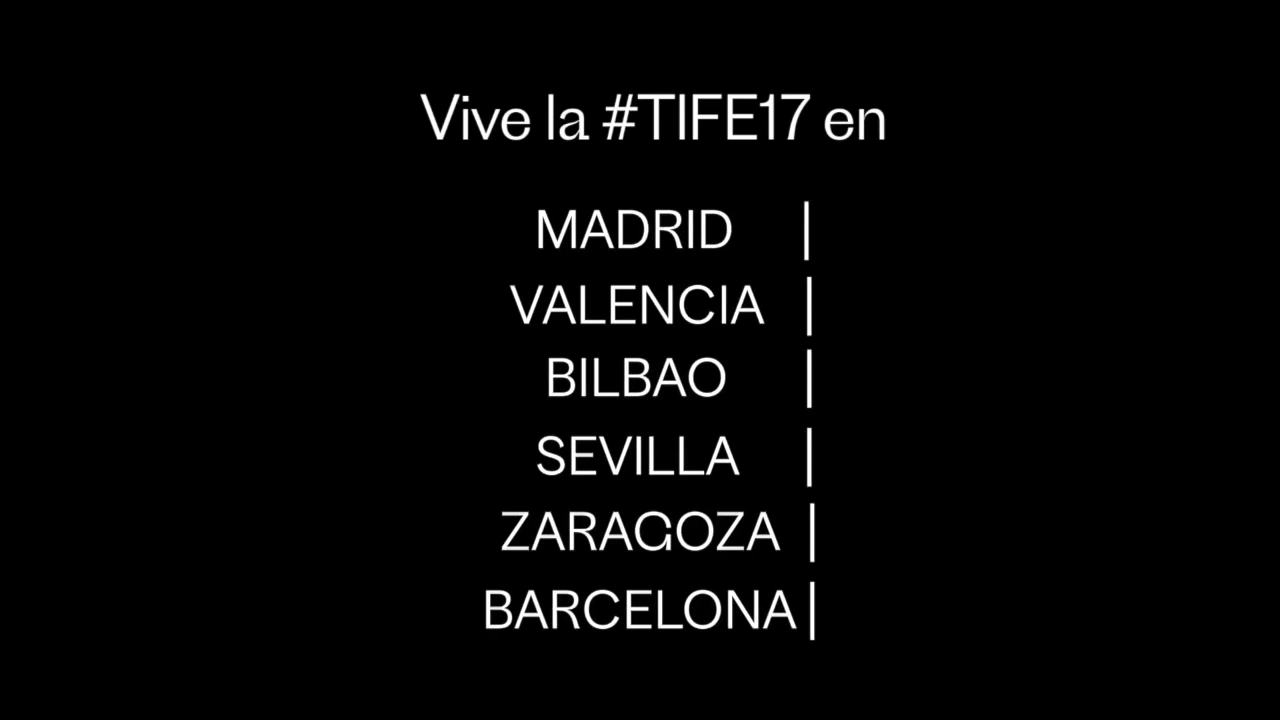 Vive la #TIFE17 en
MADRID |
VALENCIA |
BILBAO |
SEVILLA |
ZARAGOZA |
BARCELONA |